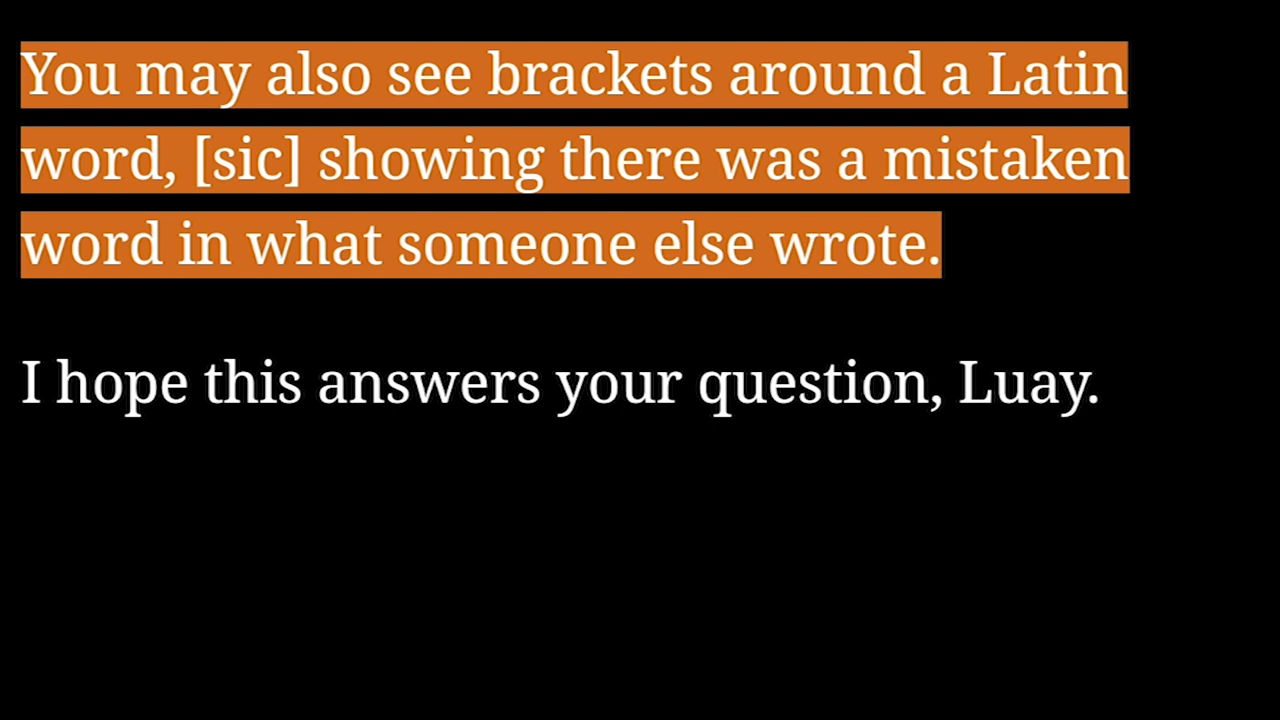 You may also see brackets around a Latin
word, [sic] showing there was a mistaken
word in what someone else wrote.
I hope this answers your question, Luay.